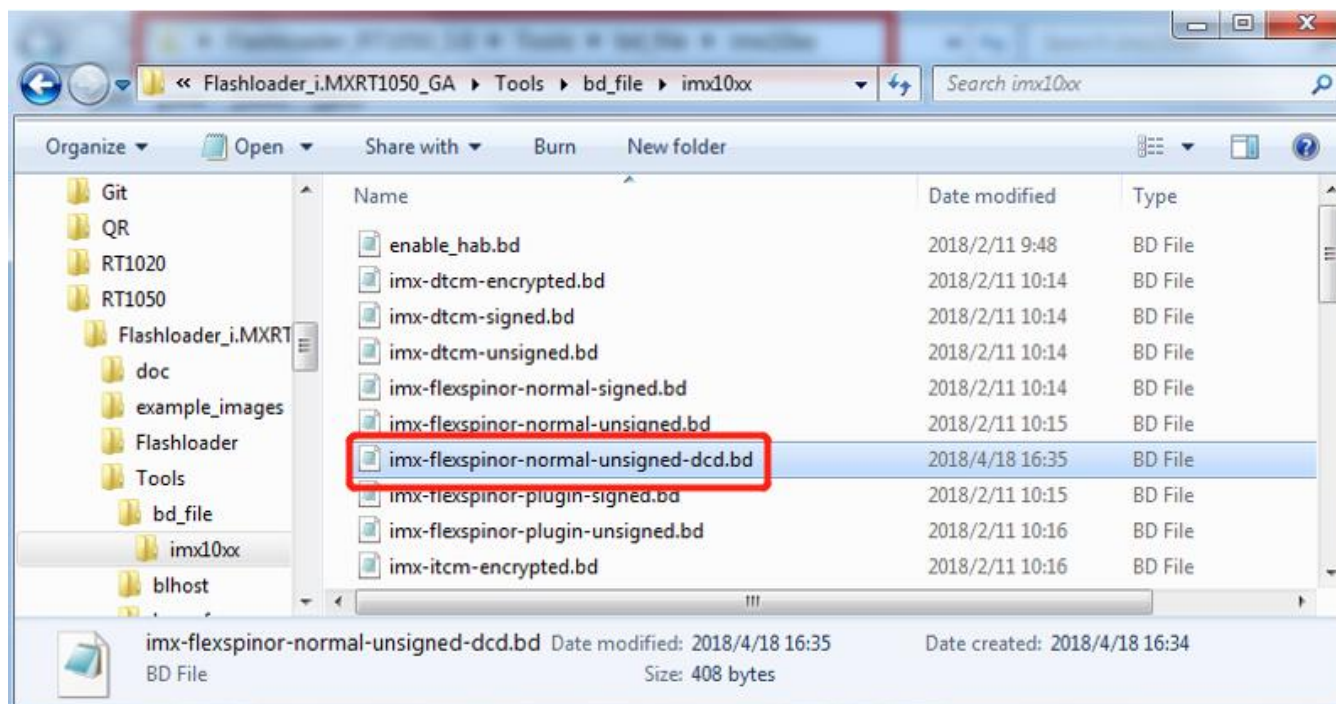 « Flashloader_i.MXRT1050_GA ▸ Tools ▸ bd_file ▸ imx10xx Search imx10xx
Organize Open Share with Burn New folder
Git
QR
RT1020
RT1050
Flashloader_i.MXRT
doc
example_images
Flashloader
Tools
bd_file
imx10xx
blhost
Name Date modified Type
enable_hab.bd 2018/2/11 9:48 BD File
imx-dtcm-encrypted.bd 2018/2/11 10:14 BD File
imx-dtcm-signed.bd 2018/2/11 10:14 BD File
imx-dtcm-unsigned.bd 2018/2/11 10:14 BD File
imx-flexspinor-normal-signed.bd 2018/2/11 10:14 BD File
imx-flexspinor-normal-unsigned.bd 2018/2/11 10:15 BD File
imx-flexspinor-normal-unsigned-dcd.bd 2018/4/18 16:35 BD File
imx-flexspinor-plugin-signed.bd 2018/2/11 10:15 BD File
imx-flexspinor-plugin-unsigned.bd 2018/2/11 10:16 BD File
imx-itcm-encrypted.bd 2018/2/11 10:16 BD File
imx-flexspinor-normal-unsigned-dcd.bd Date modified: 2018/4/18 16:35 Date created: 2018/4/18 16:34
BD File Size: 408 bytes